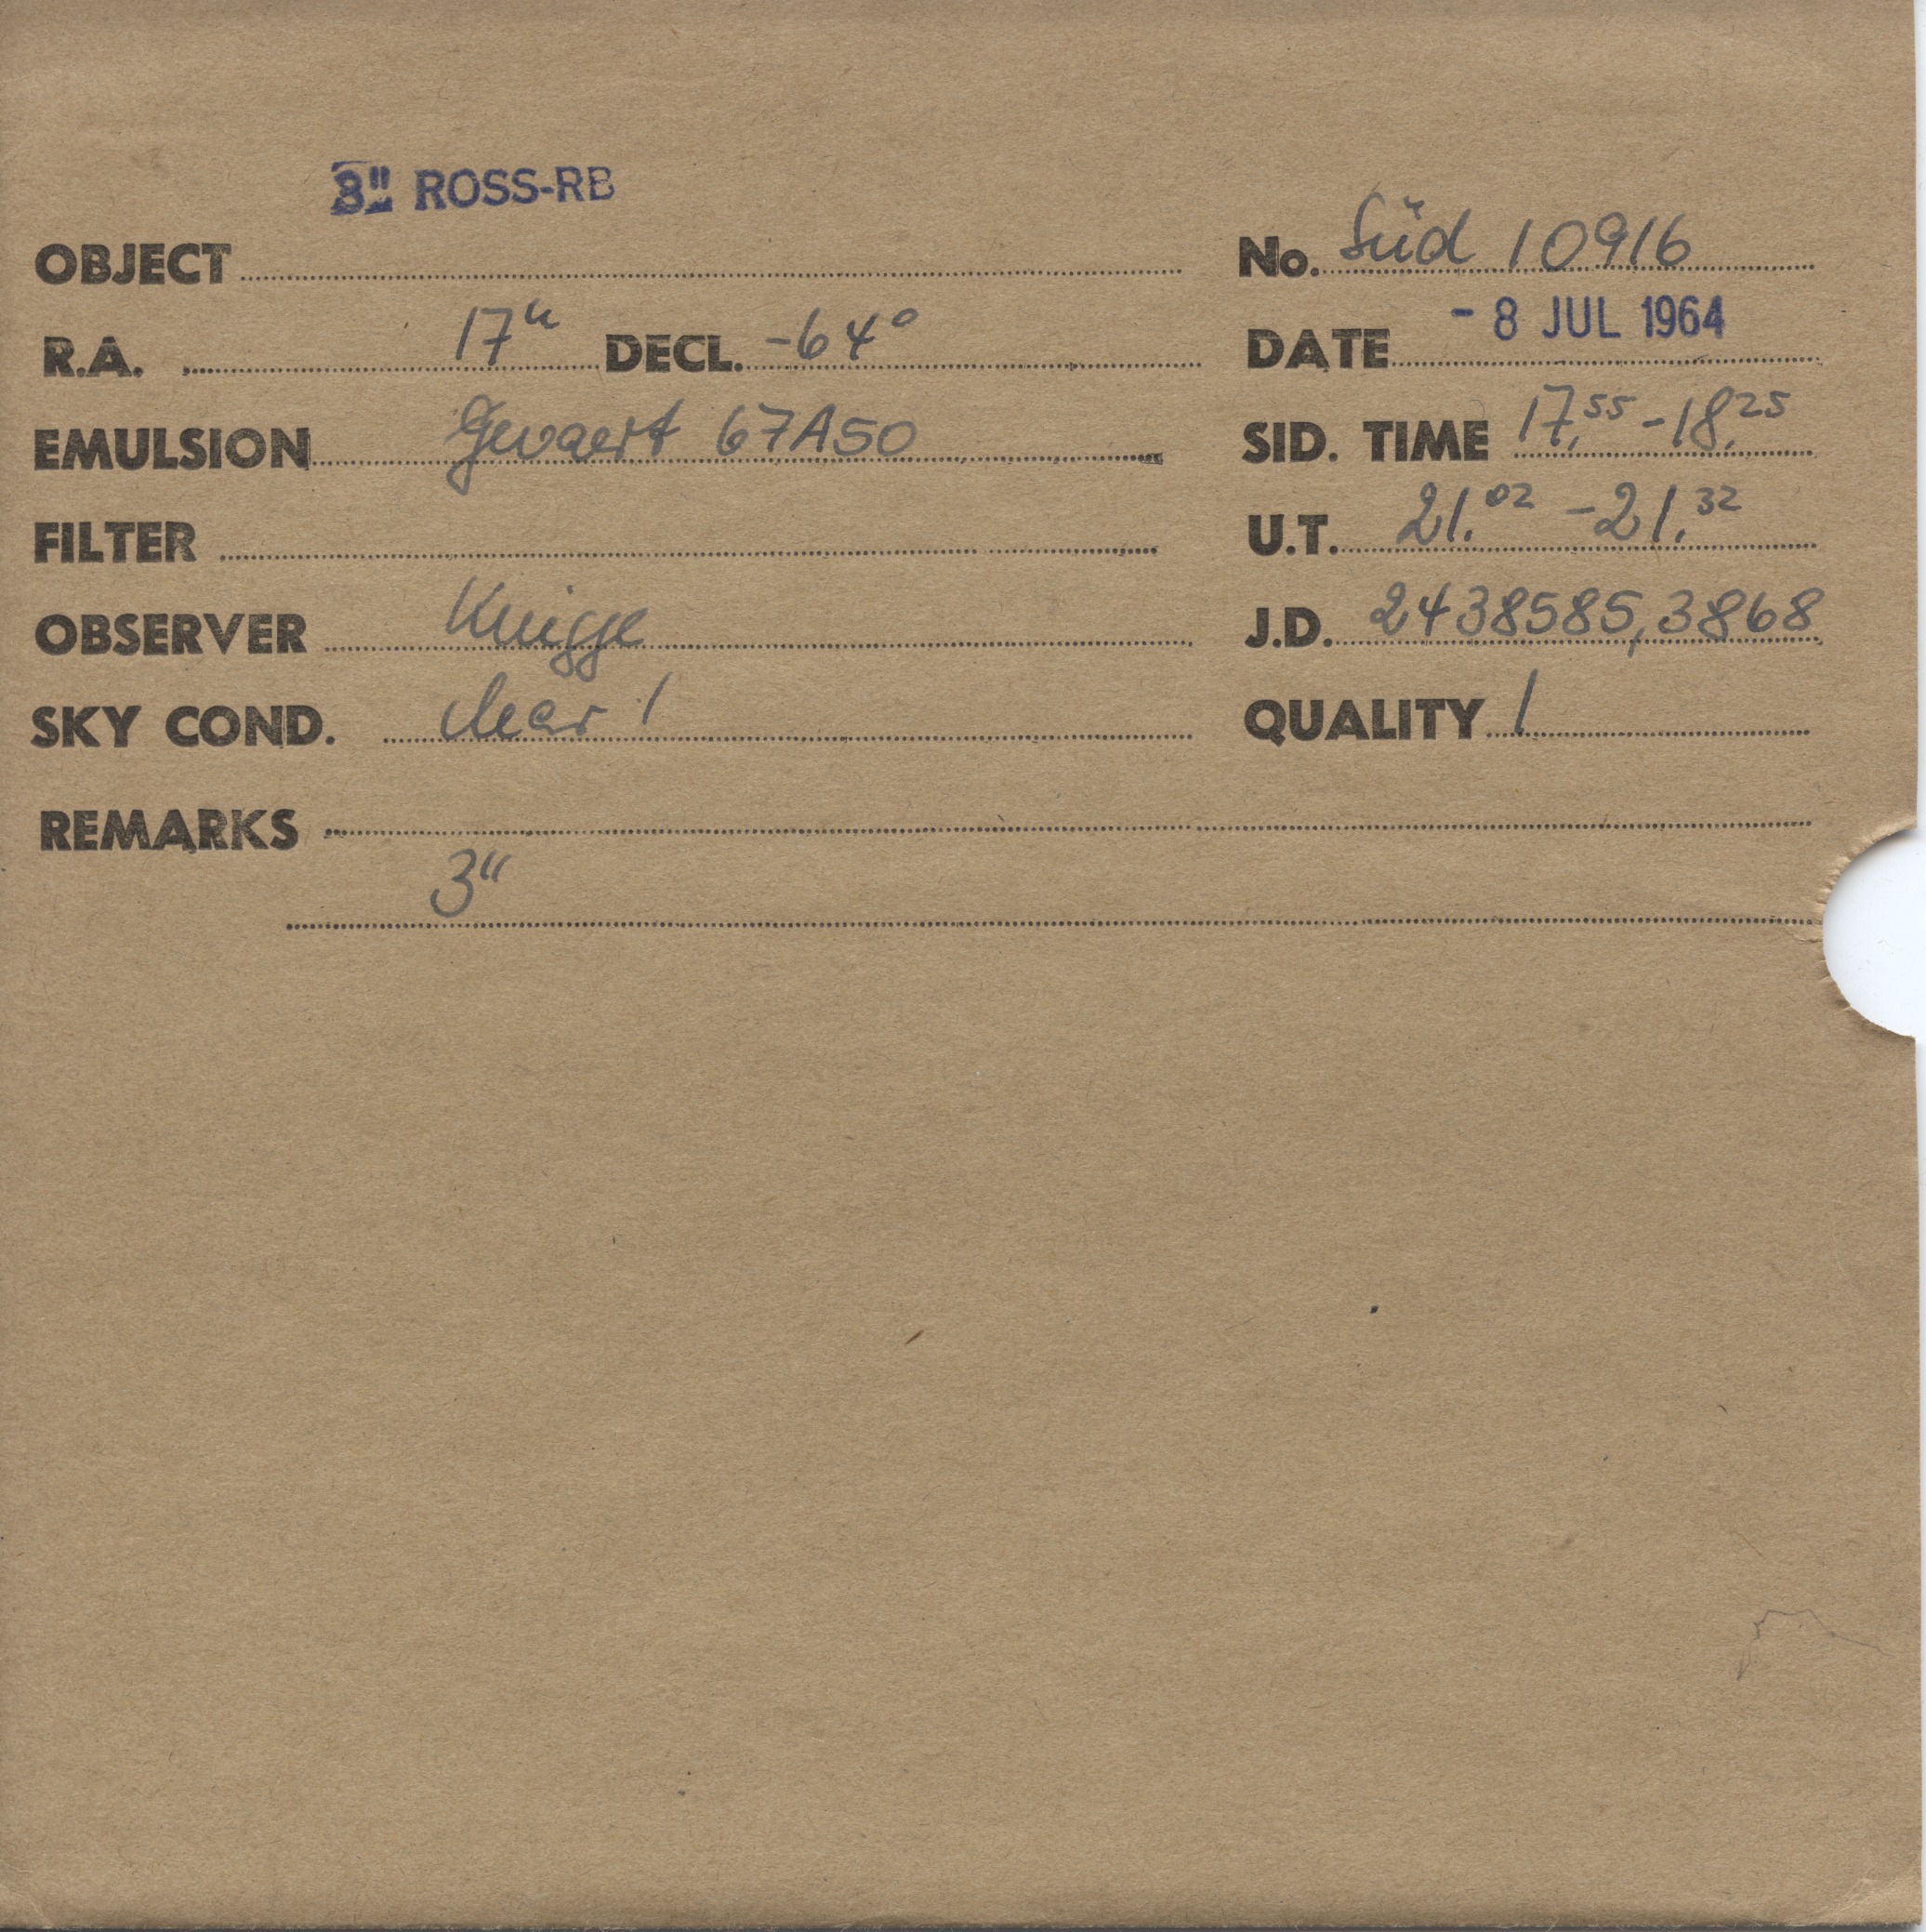 3" ROSS-RB
OBJECT No. Süd 10916
R.A. 17h DECL. -64° DATE - 8 JUL 1964
EMULSION Gevaert 67A50 SID. TIME 17,55 - 18,25
FILTER U.T. 21.02 - 21.32
OBSERVER Knigge J.D. 2438585,3868
SKY COND. clear 1 QUALITY 1
REMARKS
3"